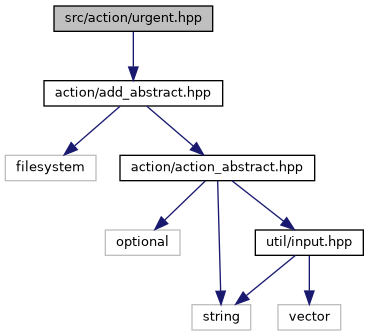 src/action/urgent.hpp
action/add_abstract.hpp
filesystem
action/action_abstract.hpp
optional
util/input.hpp
string
vector